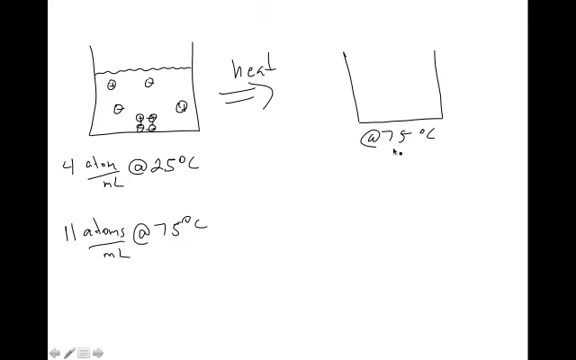 heat
@ 75 °C
4 atom/mL @ 25°C
11 atoms/mL @ 75°C